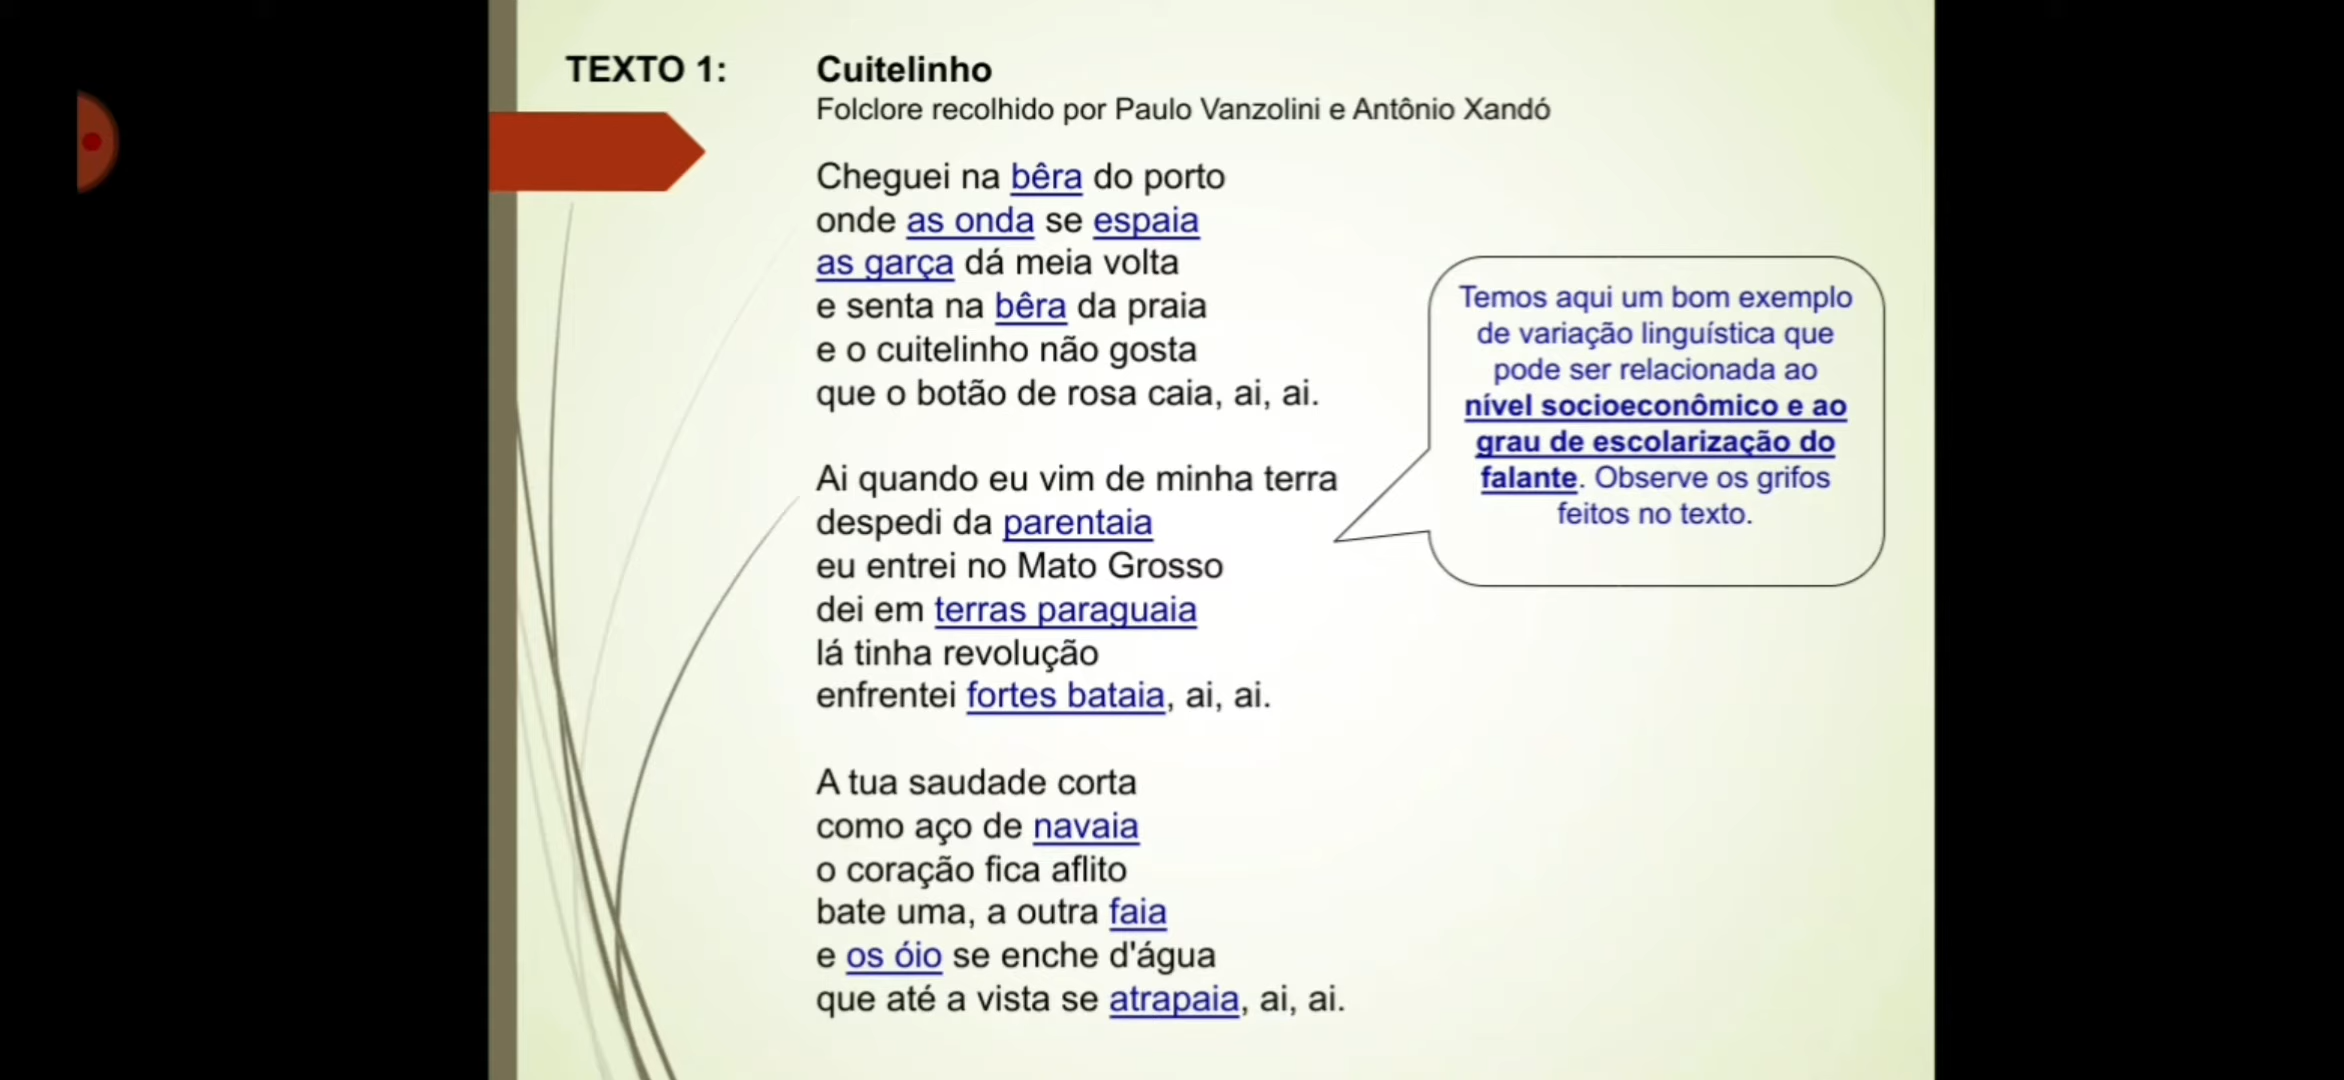 TEXTO 1:
Cuitelinho
Folclore recolhido por Paulo Vanzolini e Antônio Xandó
Cheguei na bêra do porto
onde as onda se espaia
as garça dá meia volta
e senta na bêra da praia
e o cuitelinho não gosta
que o botão de rosa caia, ai, ai.
Ai quando eu vim de minha terra
despedi da parentaia
eu entrei no Mato Grosso
dei em terras paraguaia
lá tinha revolução
enfrentei fortes bataia, ai, ai.
A tua saudade corta
como aço de navaia
o coração fica aflito
bate uma, a outra faia
e os óio se enche d'água
que até a vista se atrapaia, ai, ai.
Temos aqui um bom exemplo
de variação linguística que
pode ser relacionada ao
nível socioeconômico e ao
grau de escolarização do
falante. Observe os grifos
feitos no texto.